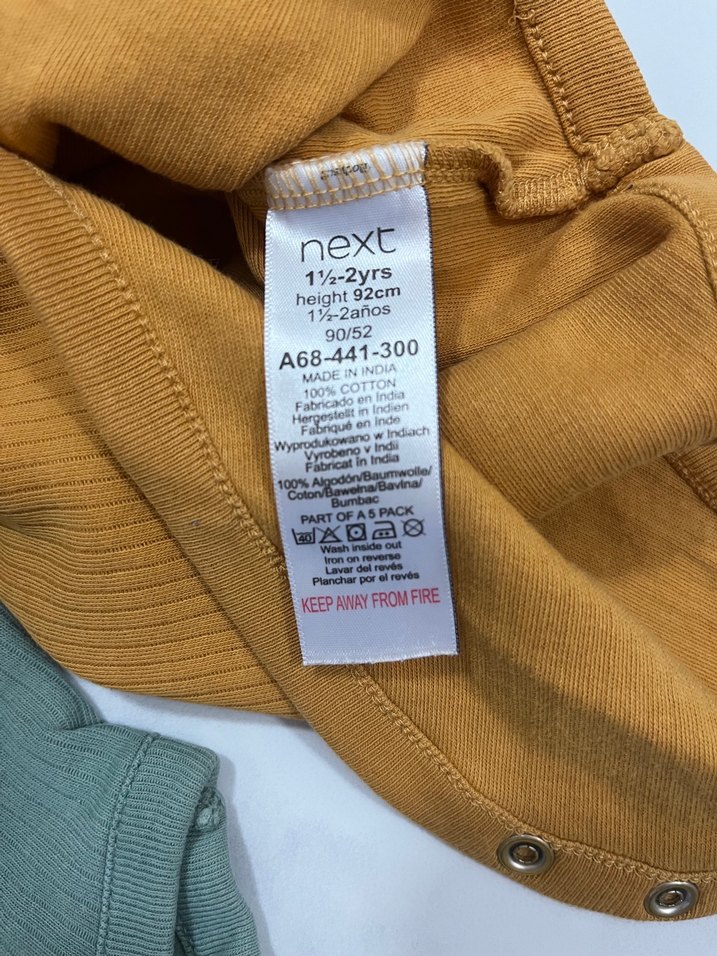 next
1½-2yrs
height 92cm
1½-2años
90/52
A68-441-300
MADE IN INDIA
100% COTTON
Fabricado en India
Hergestellt in Indien
Fabriqué en Inde
Wyprodukowano w Indiach
Vyrobeno v Indii
Fabricat în India
100% Algodón/Baumwolle/
Coton/Bawełna/Bavlna/
Bumbac
PART OF A 5 PACK
40
Wash inside out
Iron on reverse
Lavar del revés
Planchar por el revés
KEEP AWAY FROM FIRE